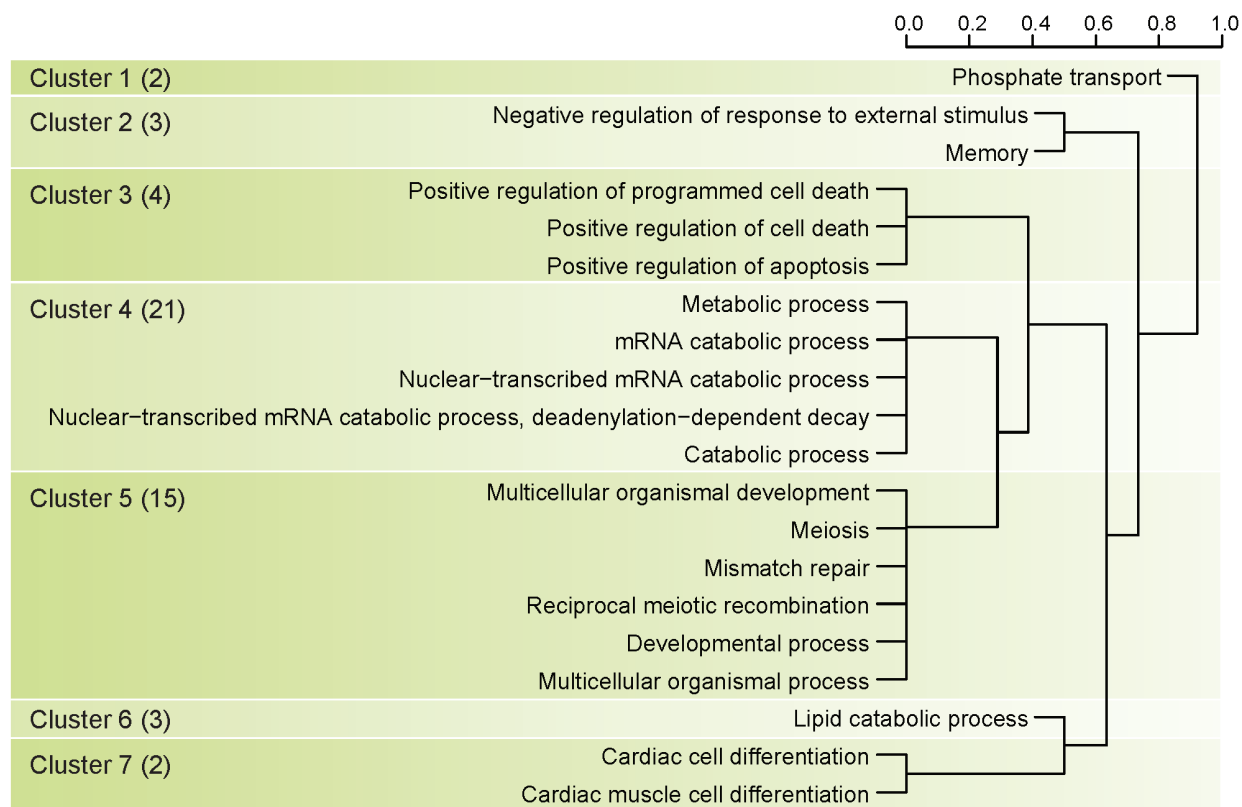 0.0 0.2 0.4 0.6 0.8 1.0
Cluster 1 (2)
Phosphate transport
Cluster 2 (3)
Negative regulation of response to external stimulus
Memory
Cluster 3 (4)
Positive regulation of programmed cell death
Positive regulation of cell death
Positive regulation of apoptosis
Cluster 4 (21)
Metabolic process
mRNA catabolic process
Nuclear−transcribed mRNA catabolic process
Nuclear−transcribed mRNA catabolic process, deadenylation−dependent decay
Catabolic process
Cluster 5 (15)
Multicellular organismal development
Meiosis
Mismatch repair
Reciprocal meiotic recombination
Developmental process
Multicellular organismal process
Cluster 6 (3)
Lipid catabolic process
Cluster 7 (2)
Cardiac cell differentiation
Cardiac muscle cell differentiation